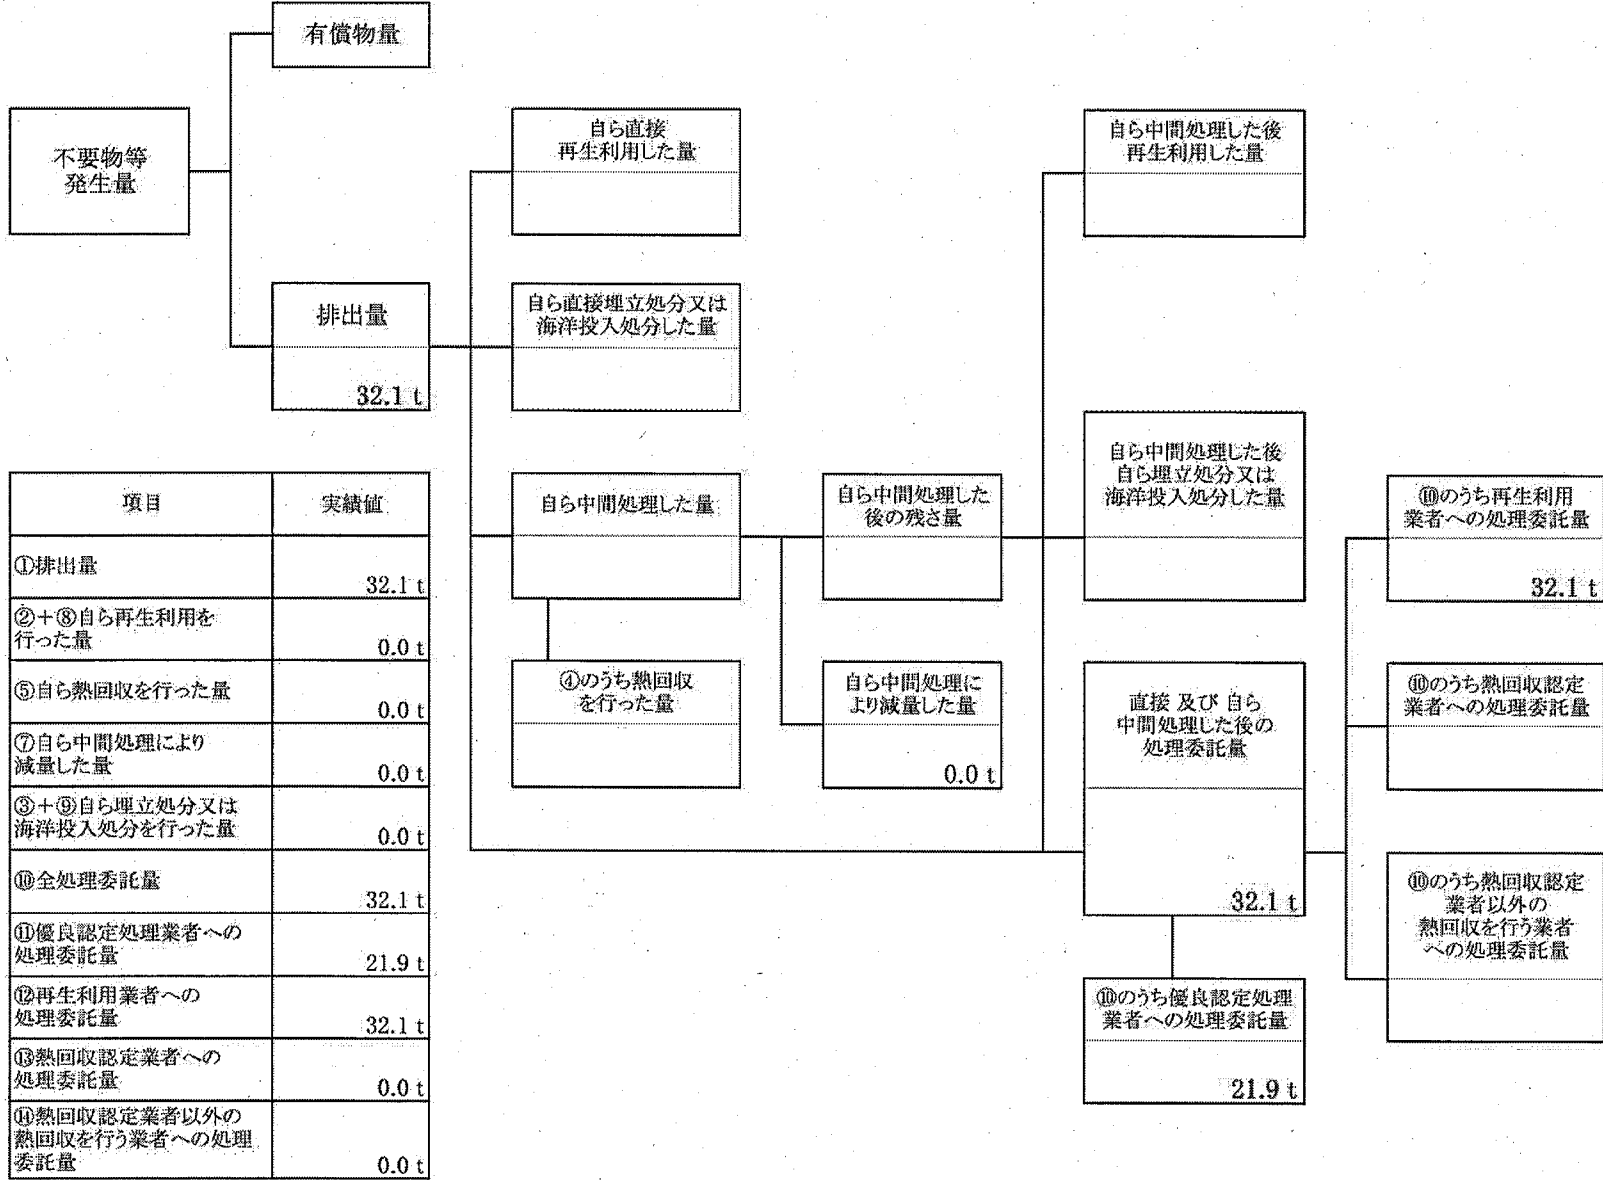 有償物量
不要物等
発生量
自ら直接
再生利用した量
自ら中間処理した後
再生利用した量
排出量
32.1 t
自ら直接埋立処分又は
海洋投入処分した量
自ら中間処理した量
自ら中間処理した
後の残さ量
自ら中間処理した後
自ら埋立処分又は
海洋投入処分した量
⑩のうち再生利用
業者への処理委託量
32.1 t
④のうち熱回収
を行った量
自ら中間処理に
より減量した量
0.0 t
直接 及び 自ら
中間処理した後の
処理委託量
32.1 t
⑩のうち熱回収認定
業者への処理委託量
⑩のうち熱回収認定
業者以外の
熱回収を行う業者
への処理委託量
⑩のうち優良認定処理
業者への処理委託量
21.9 t
項目 実績値
①排出量
32.1 t
②+⑧自ら再生利用を
行った量
0.0 t
⑤自ら熱回収を行った量
0.0 t
⑦自ら中間処理により
減量した量
0.0 t
③+⑨自ら埋立処分又は
海洋投入処分を行った量
0.0 t
⑩全処理委託量
32.1 t
⑪優良認定処理業者への
処理委託量
21.9 t
⑫再生利用業者への
処理委託量
32.1 t
⑬熱回収認定業者への
処理委託量
0.0 t
⑭熱回収認定業者以外の
熱回収を行う業者への処理
委託量
0.0 t